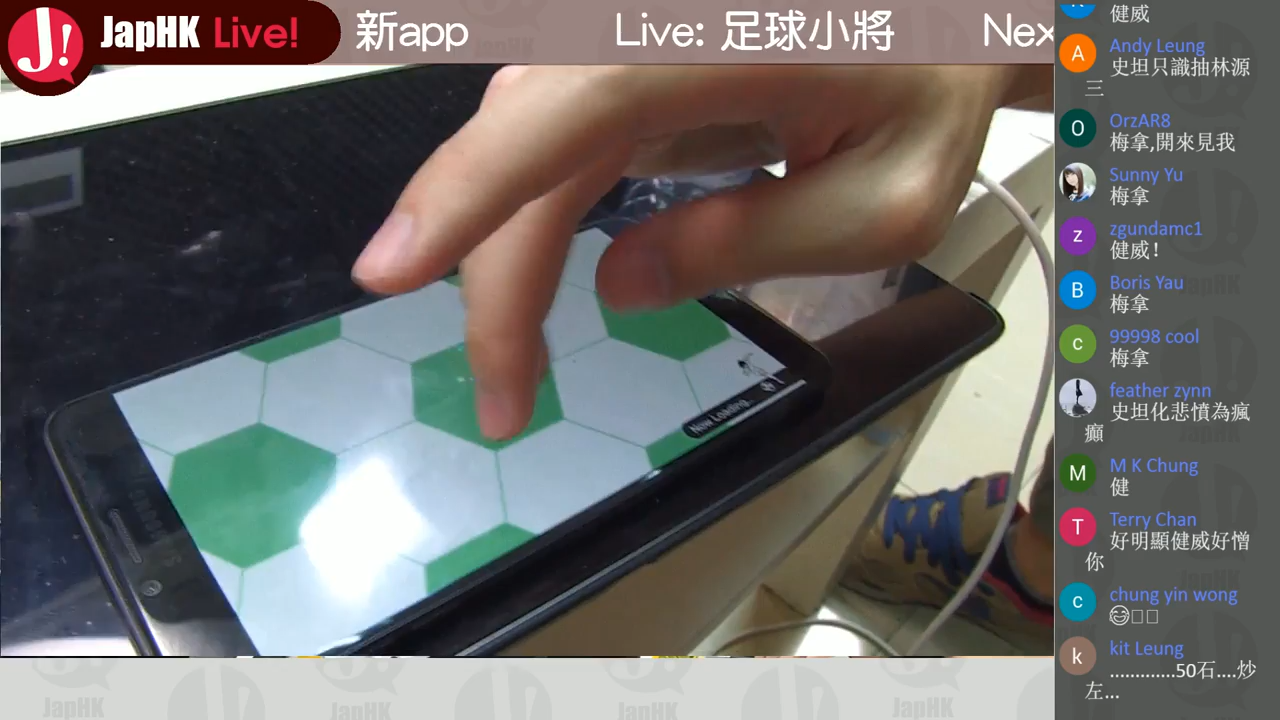 J!
JapHK Live!
新app
Live: 足球小將
Nex
健威
A
Andy Leung
史坦只識抽林源
三
O
OrzAR8
梅拿,開來見我
Sunny Yu
梅拿
z
zgundamc1
健威!
B
Boris Yau
梅拿
c
99998 cool
梅拿
feather zynn
史坦化悲憤為瘋
癲
M
M K Chung
健
T
Terry Chan
好明顯健威好憎
你
c
chung yin wong
😅
k
kit Leung
.............50石....炒
左...
Now Loading...
JapHK
JapHK
JapHK
JapHK